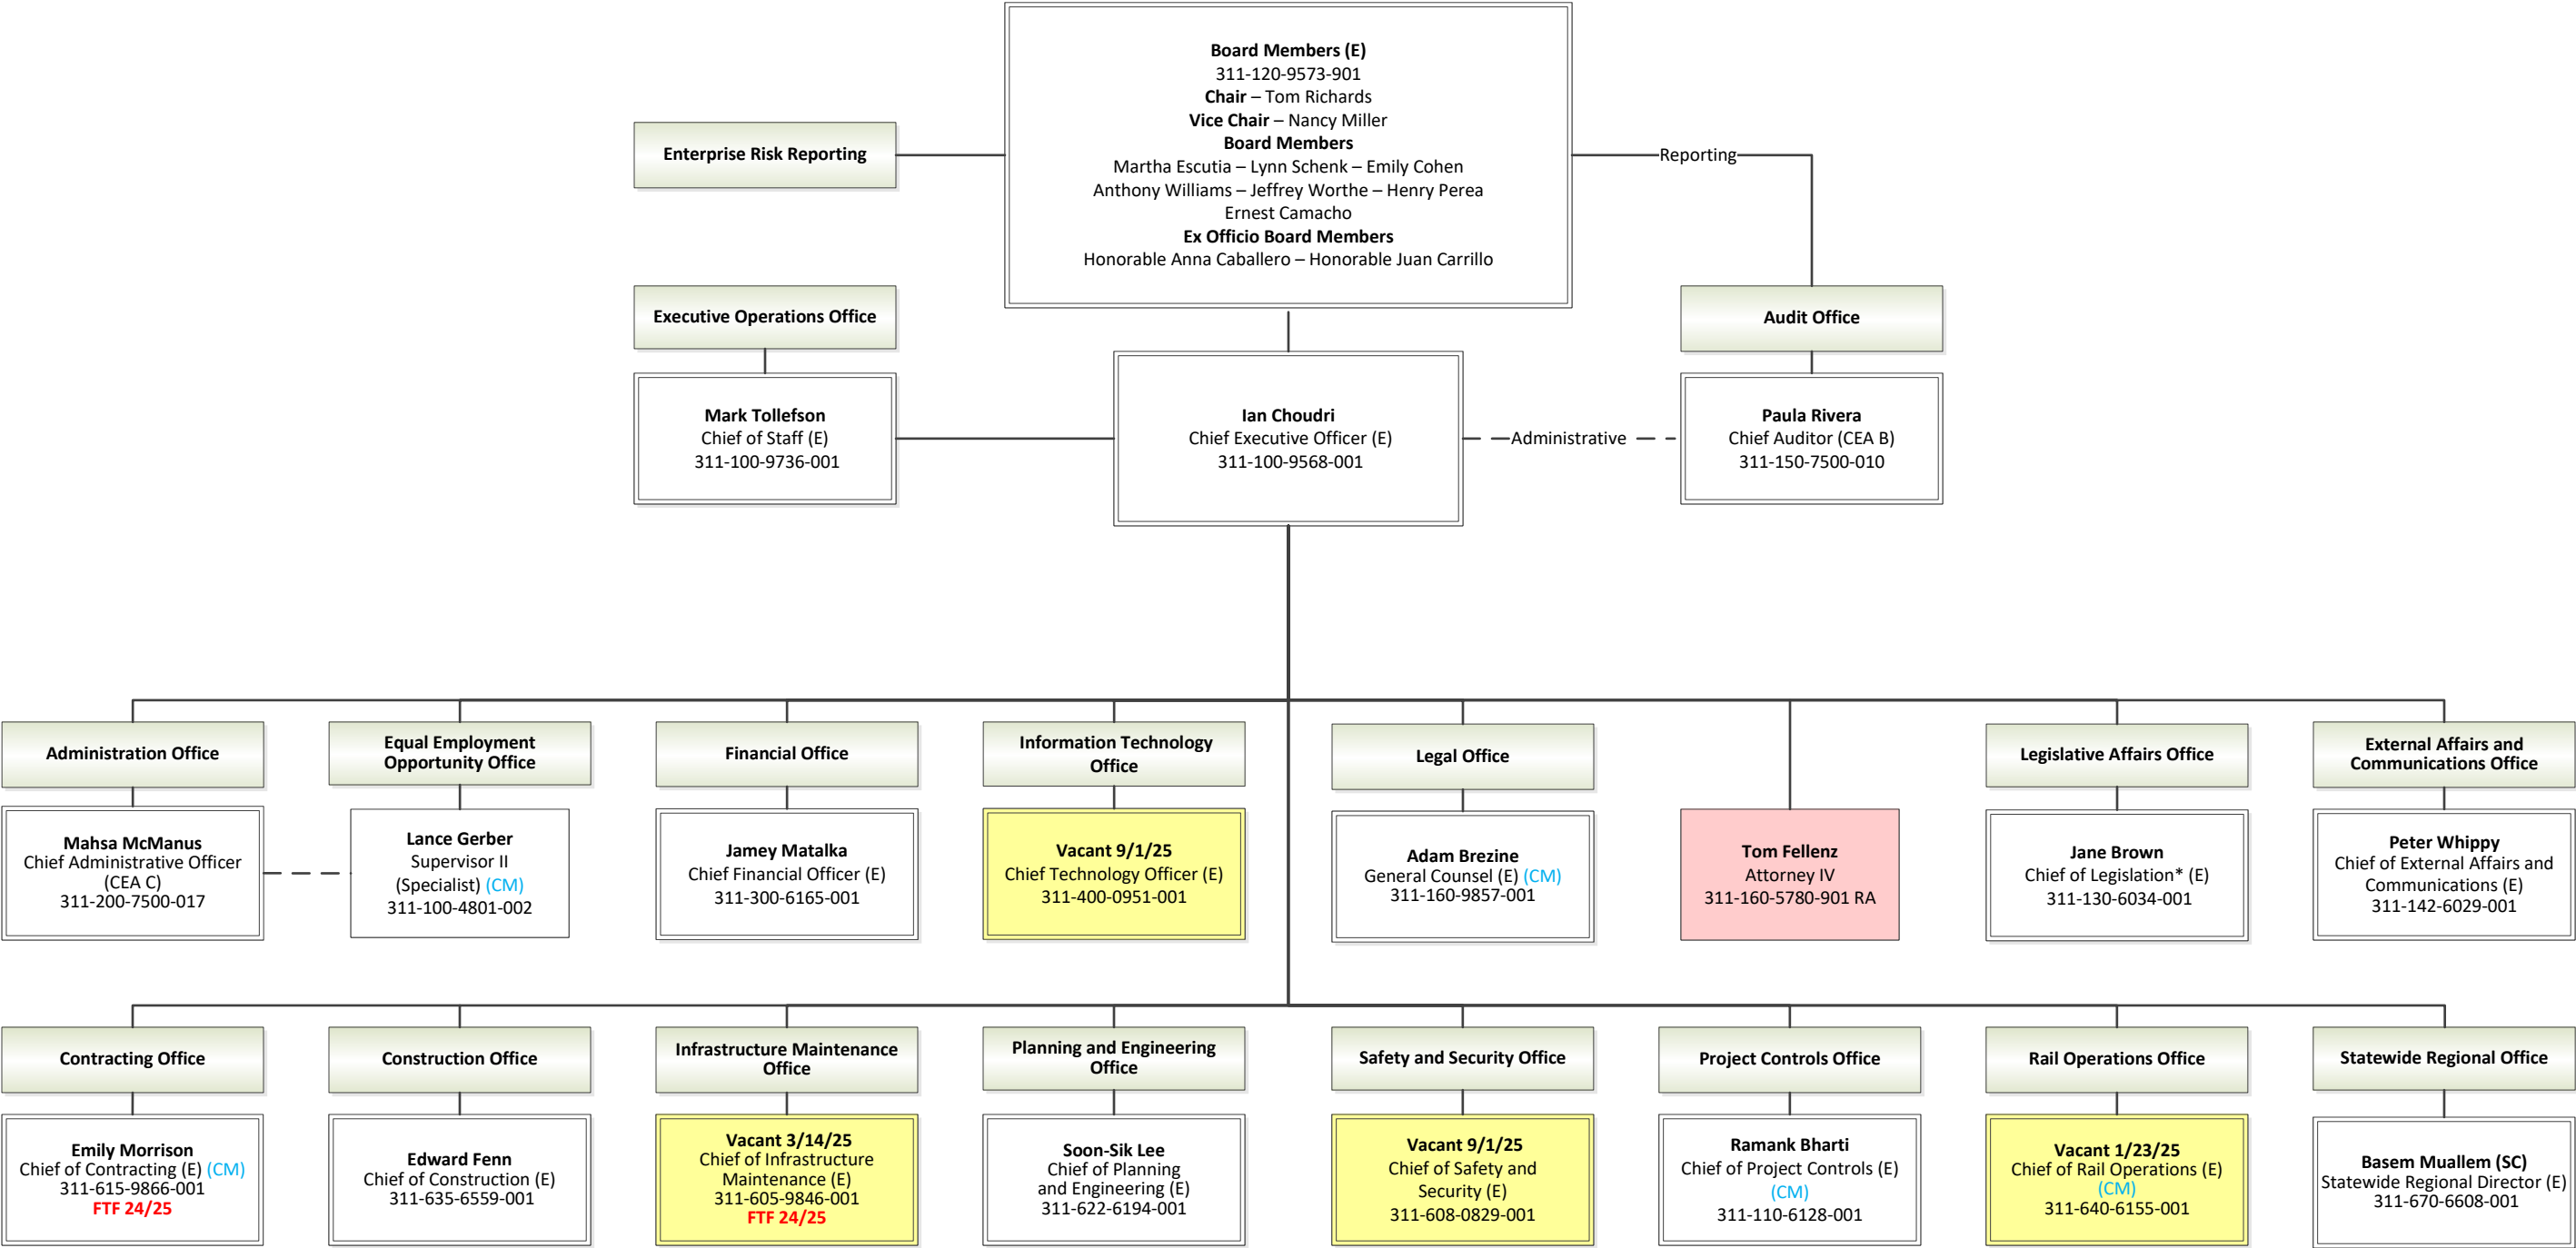 Board Members (E)
311-120-9573-901
Chair – Tom Richards
Vice Chair – Nancy Miller
Board Members
Martha Escutia – Lynn Schenk – Emily Cohen
Anthony Williams – Jeffrey Worthe – Henry Perea
Ernest Camacho
Ex Officio Board Members
Honorable Anna Caballero – Honorable Juan Carrillo
Enterprise Risk Reporting
Reporting
Executive Operations Office
Audit Office
Mark Tollefson
Chief of Staff (E)
311-100-9736-001
Ian Choudri
Chief Executive Officer (E)
311-100-9568-001
Administrative
Paula Rivera
Chief Auditor (CEA B)
311-150-7500-010
Administration Office
Mahsa McManus
Chief Administrative Officer
(CEA C)
311-200-7500-017
Equal Employment
Opportunity Office
Lance Gerber
Supervisor II
(Specialist) (CM)
311-100-4801-002
Financial Office
Jamey Matalka
Chief Financial Officer (E)
311-300-6165-001
Information Technology
Office
Vacant 9/1/25
Chief Technology Officer (E)
311-400-0951-001
Legal Office
Adam Brezine
General Counsel (E) (CM)
311-160-9857-001
Tom Fellenz
Attorney IV
311-160-5780-901 RA
Legislative Affairs Office
Jane Brown
Chief of Legislation* (E)
311-130-6034-001
External Affairs and
Communications Office
Peter Whippy
Chief of External Affairs and
Communications (E)
311-142-6029-001
Contracting Office
Emily Morrison
Chief of Contracting (E) (CM)
311-615-9866-001
FTF 24/25
Construction Office
Edward Fenn
Chief of Construction (E)
311-635-6559-001
Infrastructure Maintenance
Office
Vacant 3/14/25
Chief of Infrastructure
Maintenance (E)
311-605-9846-001
FTF 24/25
Planning and Engineering
Office
Soon-Sik Lee
Chief of Planning
and Engineering (E)
311-622-6194-001
Safety and Security Office
Vacant 9/1/25
Chief of Safety and
Security (E)
311-608-0829-001
Project Controls Office
Ramank Bharti
Chief of Project Controls (E)
(CM)
311-110-6128-001
Rail Operations Office
Vacant 1/23/25
Chief of Rail Operations (E)
(CM)
311-640-6155-001
Statewide Regional Office
Basem Muallem (SC)
Statewide Regional Director (E)
311-670-6608-001